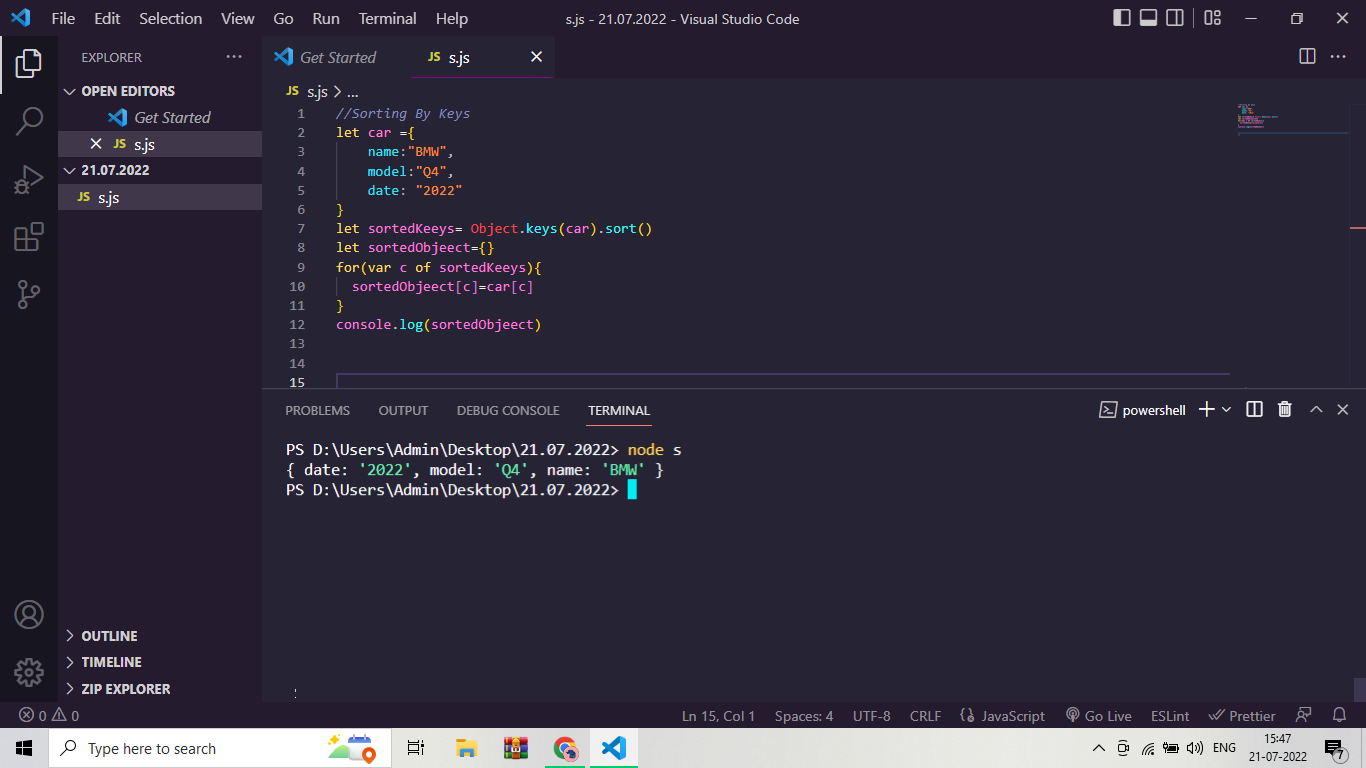 File Edit Selection View Go Run Terminal Help s.js - 21.07.2022 - Visual Studio Code
EXPLORER
OPEN EDITORS
Get Started
JS s.js
21.07.2022
JS s.js
OUTLINE
TIMELINE
ZIP EXPLORER
Get Started JS s.js
JS s.js > ...
1 //Sorting By Keys
2 let car ={
3 name:"BMW",
4 model:"Q4",
5 date: "2022"
6 }
7 let sortedKeeys= Object.keys(car).sort()
8 let sortedObjeect={}
9 for(var c of sortedKeeys){
10 sortedObjeect[c]=car[c]
11 }
12 console.log(sortedObjeect)
13
14
15
PROBLEMS OUTPUT DEBUG CONSOLE TERMINAL powershell
PS D:\Users\Admin\Desktop\21.07.2022> node s
{ date: '2022', model: 'Q4', name: 'BMW' }
PS D:\Users\Admin\Desktop\21.07.2022>
:
0 0 Ln 15, Col 1 Spaces: 4 UTF-8 CRLF {} JavaScript Go Live ESLint Prettier
Type here to search ENG 15:47
21-07-2022 7